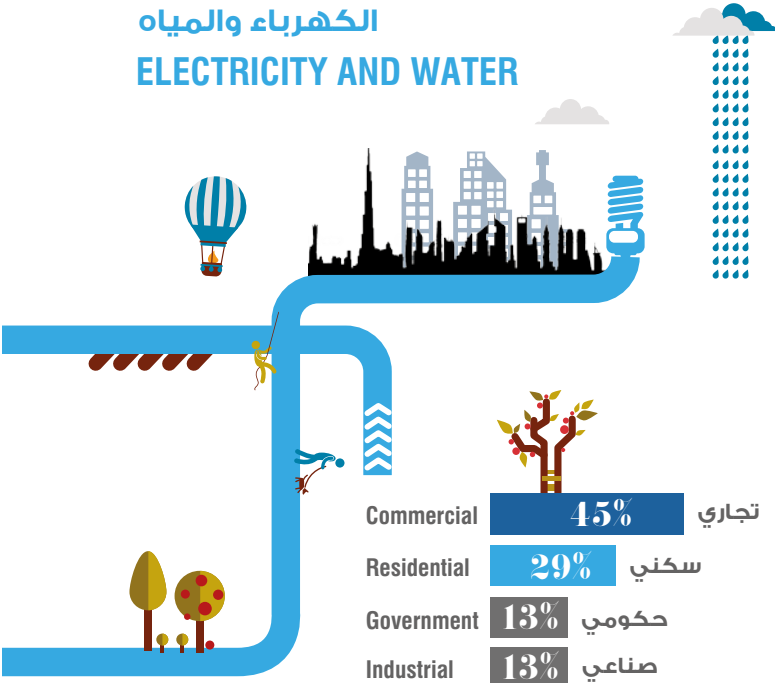 الكهرباء والمياه
ELECTRICITY AND WATER
Commercial 45% تجاري
Residential 29% سكني
Government 13% حكومي
Industrial 13% صناعي